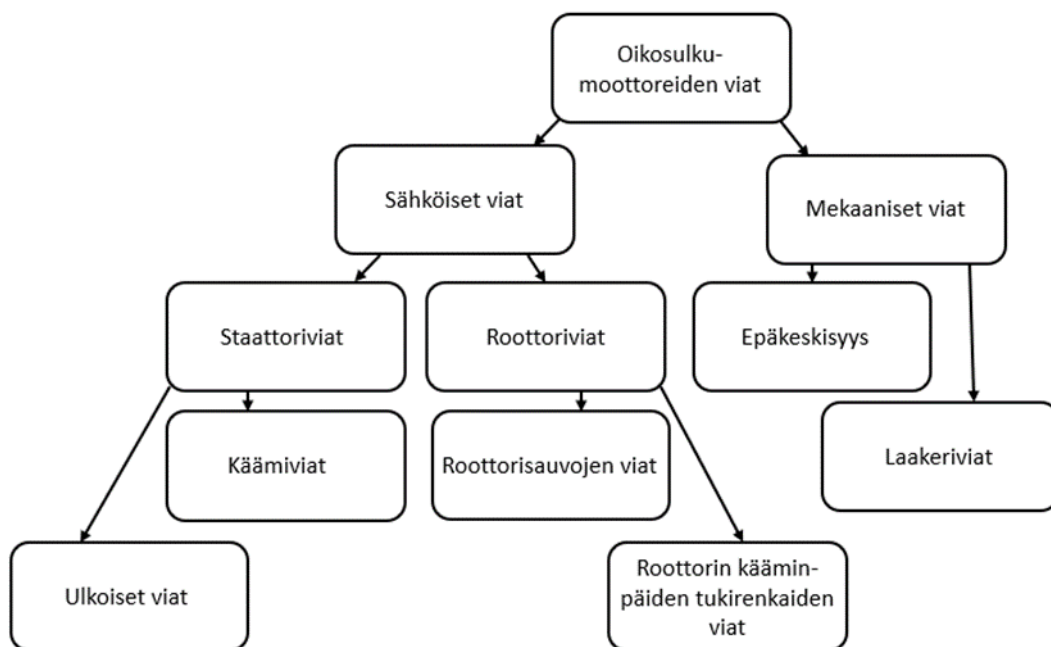 Oikosulku-
moottoreiden viat
Sähköiset viat
Mekaaniset viat
Staattoriviat
Roottoriviat
Epäkeskisyys
Käämiviat
Roottorisauvojen viat
Laakeriviat
Ulkoiset viat
Roottorin käämin-
päiden tukirenkaiden
viat